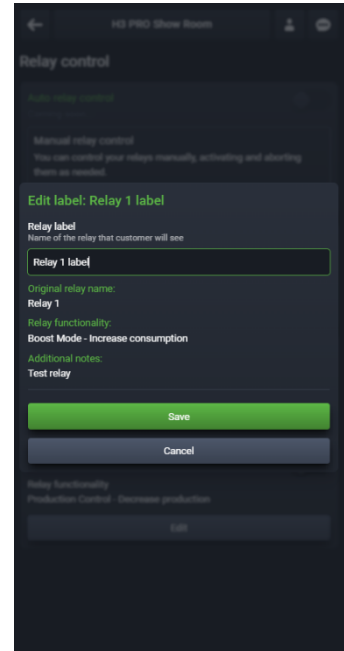 H3 PRO Show Room
Relay control
Auto relay control
Manual relay control
You can control your relays manually, activating and aborting
them as needed.
Edit label: Relay 1 label
Relay label
Name of the relay that customer will see
Relay 1 label
Original relay name:
Relay 1
Relay functionality:
Boost Mode - Increase consumption
Additional notes:
Test relay
Save
Cancel
Relay functionality
Production Control - Decrease production
Edit